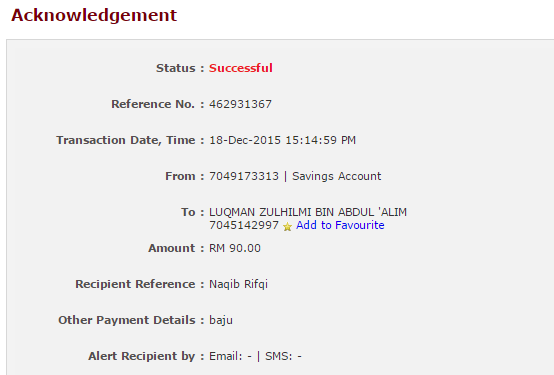 Acknowledgement
Status : Successful
Reference No. : 462931367
Transaction Date, Time : 18-Dec-2015 15:14:59 PM
From : 7049173313 | Savings Account
To : LUQMAN ZULHILMI BIN ABDUL 'ALIM
7045142997 Add to Favourite
Amount : RM 90.00
Recipient Reference : Naqib Rifqi
Other Payment Details : baju
Alert Recipient by : Email: - | SMS: -